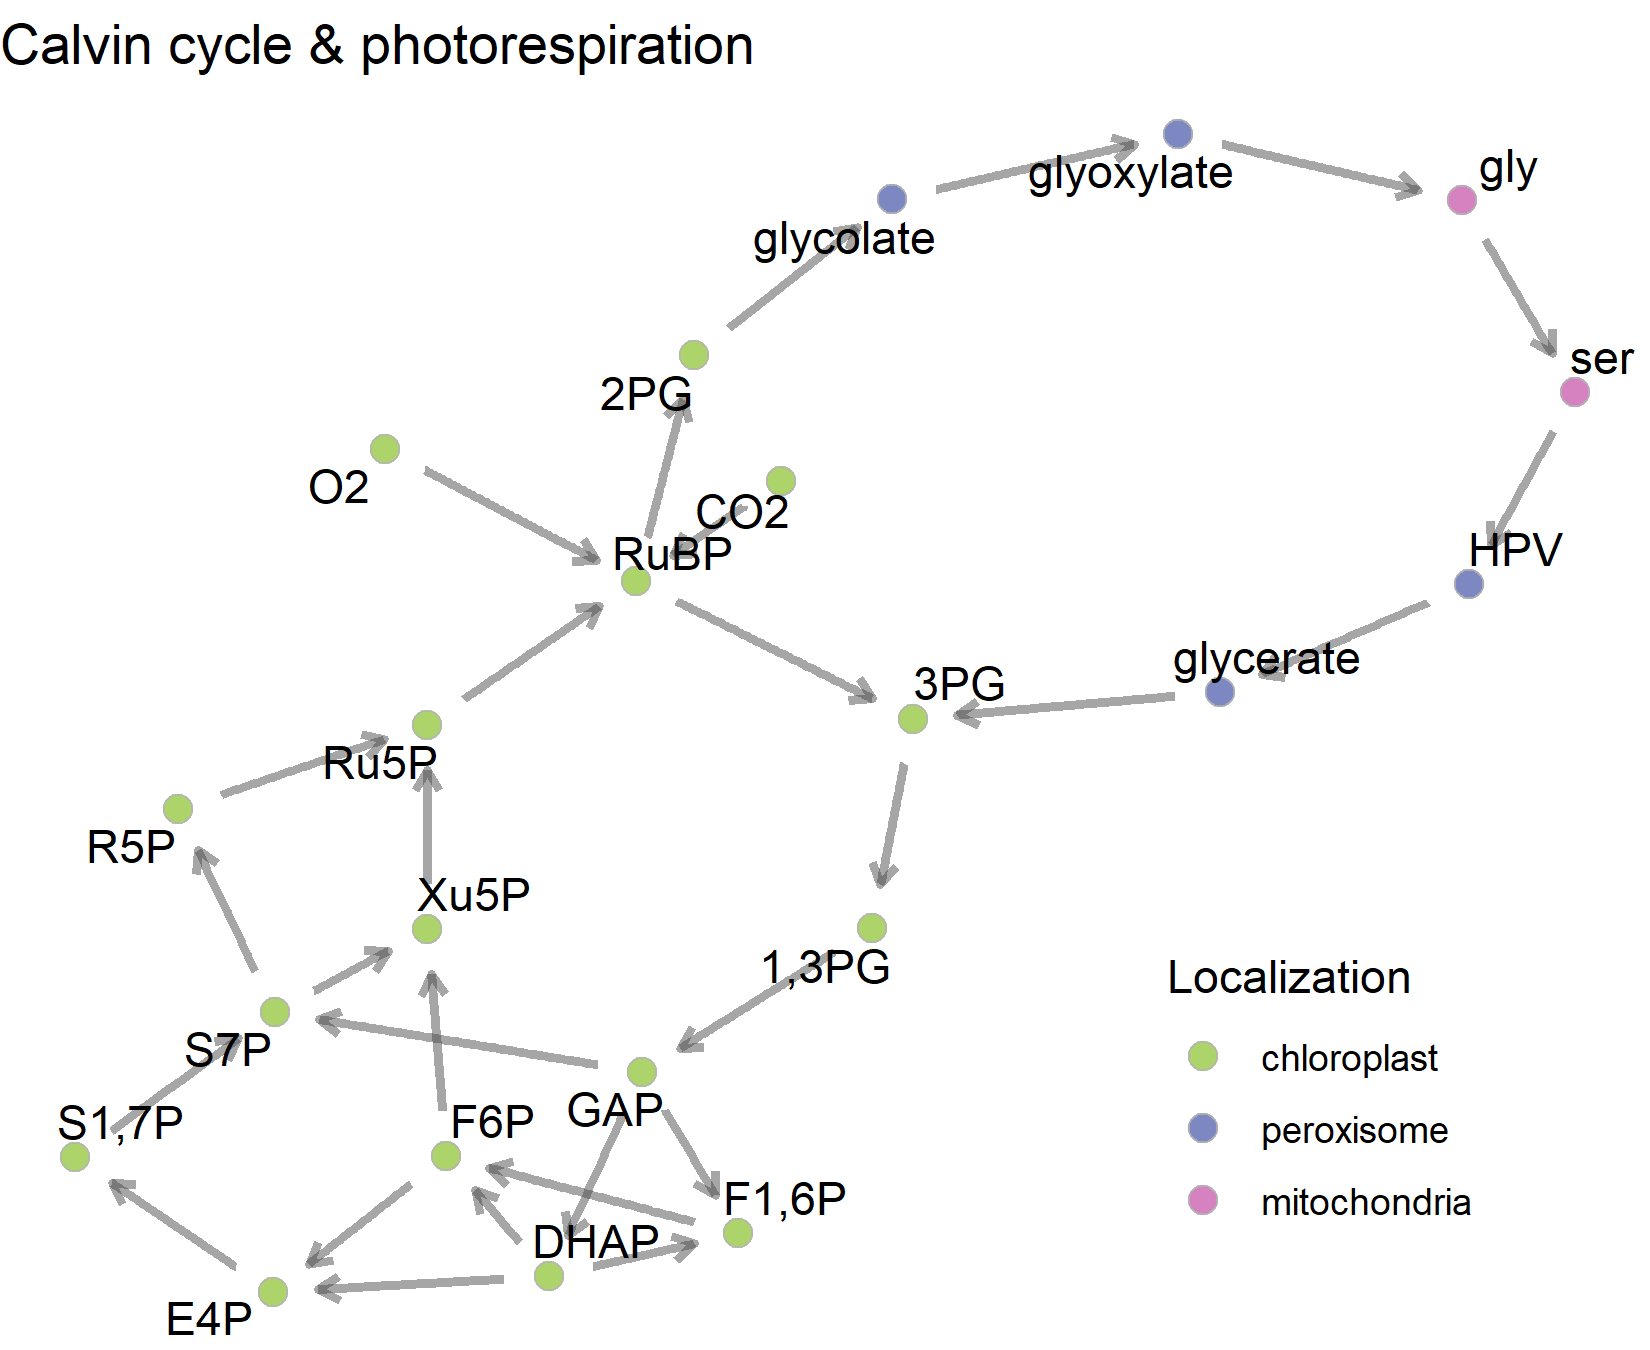 Calvin cycle & photorespiration
glyoxylate
gly
glycolate
ser
2PG
O2
CO2
RuBP
HPV
glycerate
3PG
Ru5P
R5P
Xu5P
1,3PG
S7P
GAP
S1,7P
F6P
F1,6P
DHAP
E4P
Localization
chloroplast
peroxisome
mitochondria